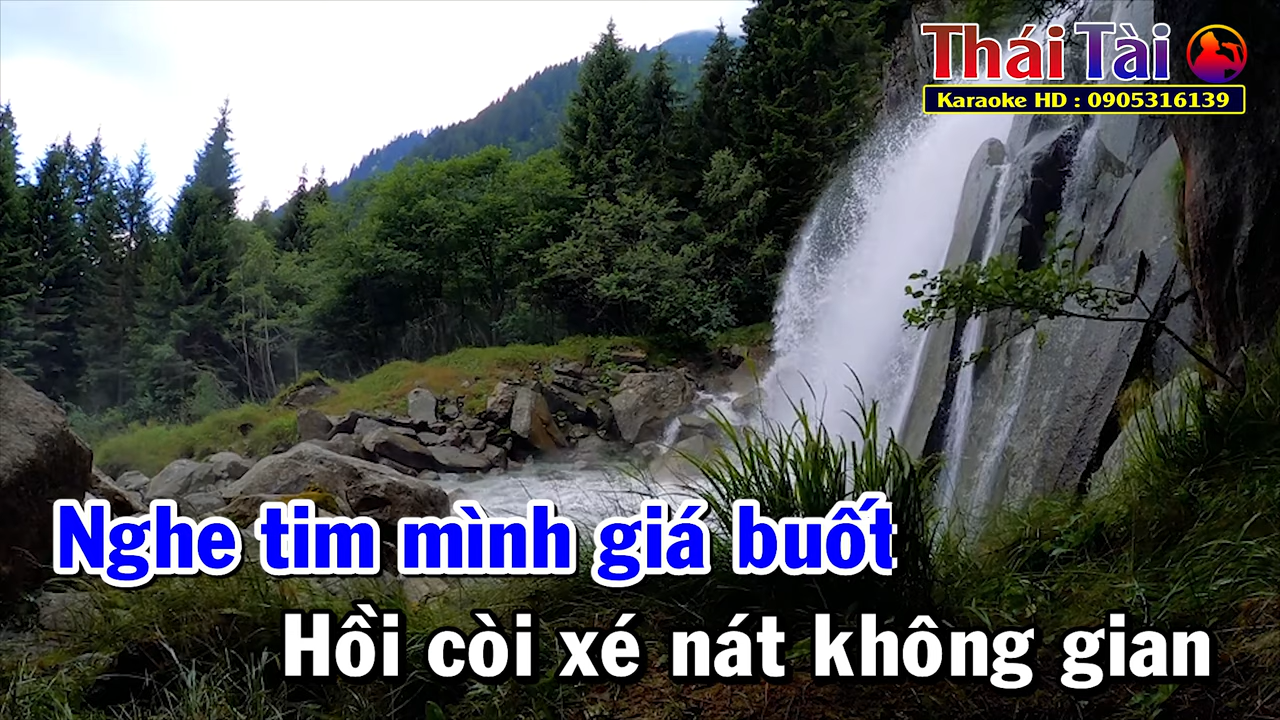 Thái Tài
Karaoke HD : 0905316139
Nghe tim mình giá buốt
Hồi còi xé nát không gian